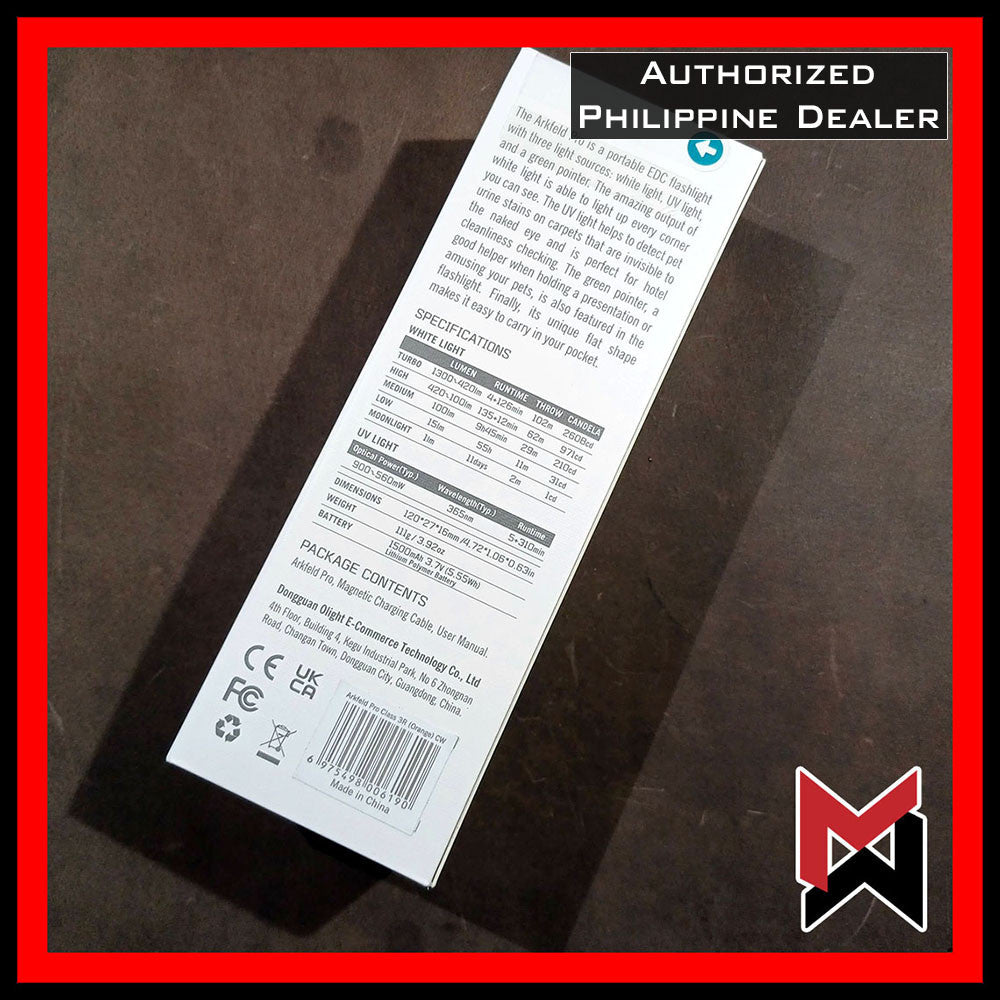 AUTHORIZED
PHILIPPINE DEALER
The Arkfeld Pro is a portable EDC flashlight
with three light sources: white light, UV light,
and a green pointer. The amazing output of
white light is able to light up every corner
you can see. The UV light helps to detect pet
urine stains on carpets that are invisible to
the naked eye and is perfect for hotel
cleanliness checking. The green pointer, a
good helper when holding a presentation or
amusing your pets, is also featured in the
flashlight. Finally, its unique flat shape
makes it easy to carry in your pocket.
SPECIFICATIONS
WHITE LIGHT
LUMEN RUNTIME THROW CANDELA
TURBO 1300~420lm 4+126min 102m 2608cd
HIGH 420~100lm 135+12min 62m 971cd
MEDIUM 100lm 9h45min 29m 210cd
LOW 15lm 55h 11m 31cd
MOONLIGHT 1lm 11days 2m 1cd
UV LIGHT
Optical Power(Typ.) Wavelength(Typ.) Runtime
900~560mW 365nm 5+310min
DIMENSIONS 120*27*16mm /4.72*1.06*0.63in
WEIGHT 111g / 3.92oz
BATTERY 1500mAh 3.7V (5.55Wh)
Lithium Polymer Battery
PACKAGE CONTENTS
Arkfeld Pro, Magnetic Charging Cable, User Manual.
Dongguan Olight E-Commerce Technology Co., Ltd
4th Floor, Building 4, Kegu Industrial Park, No 6 Zhongnan
Road, Changan Town, Dongguan City, Guangdong, China.
CE UK
CA
FC
Arkfeld Pro Class 3R (Orange) CW
6 975498 006190
Made in China